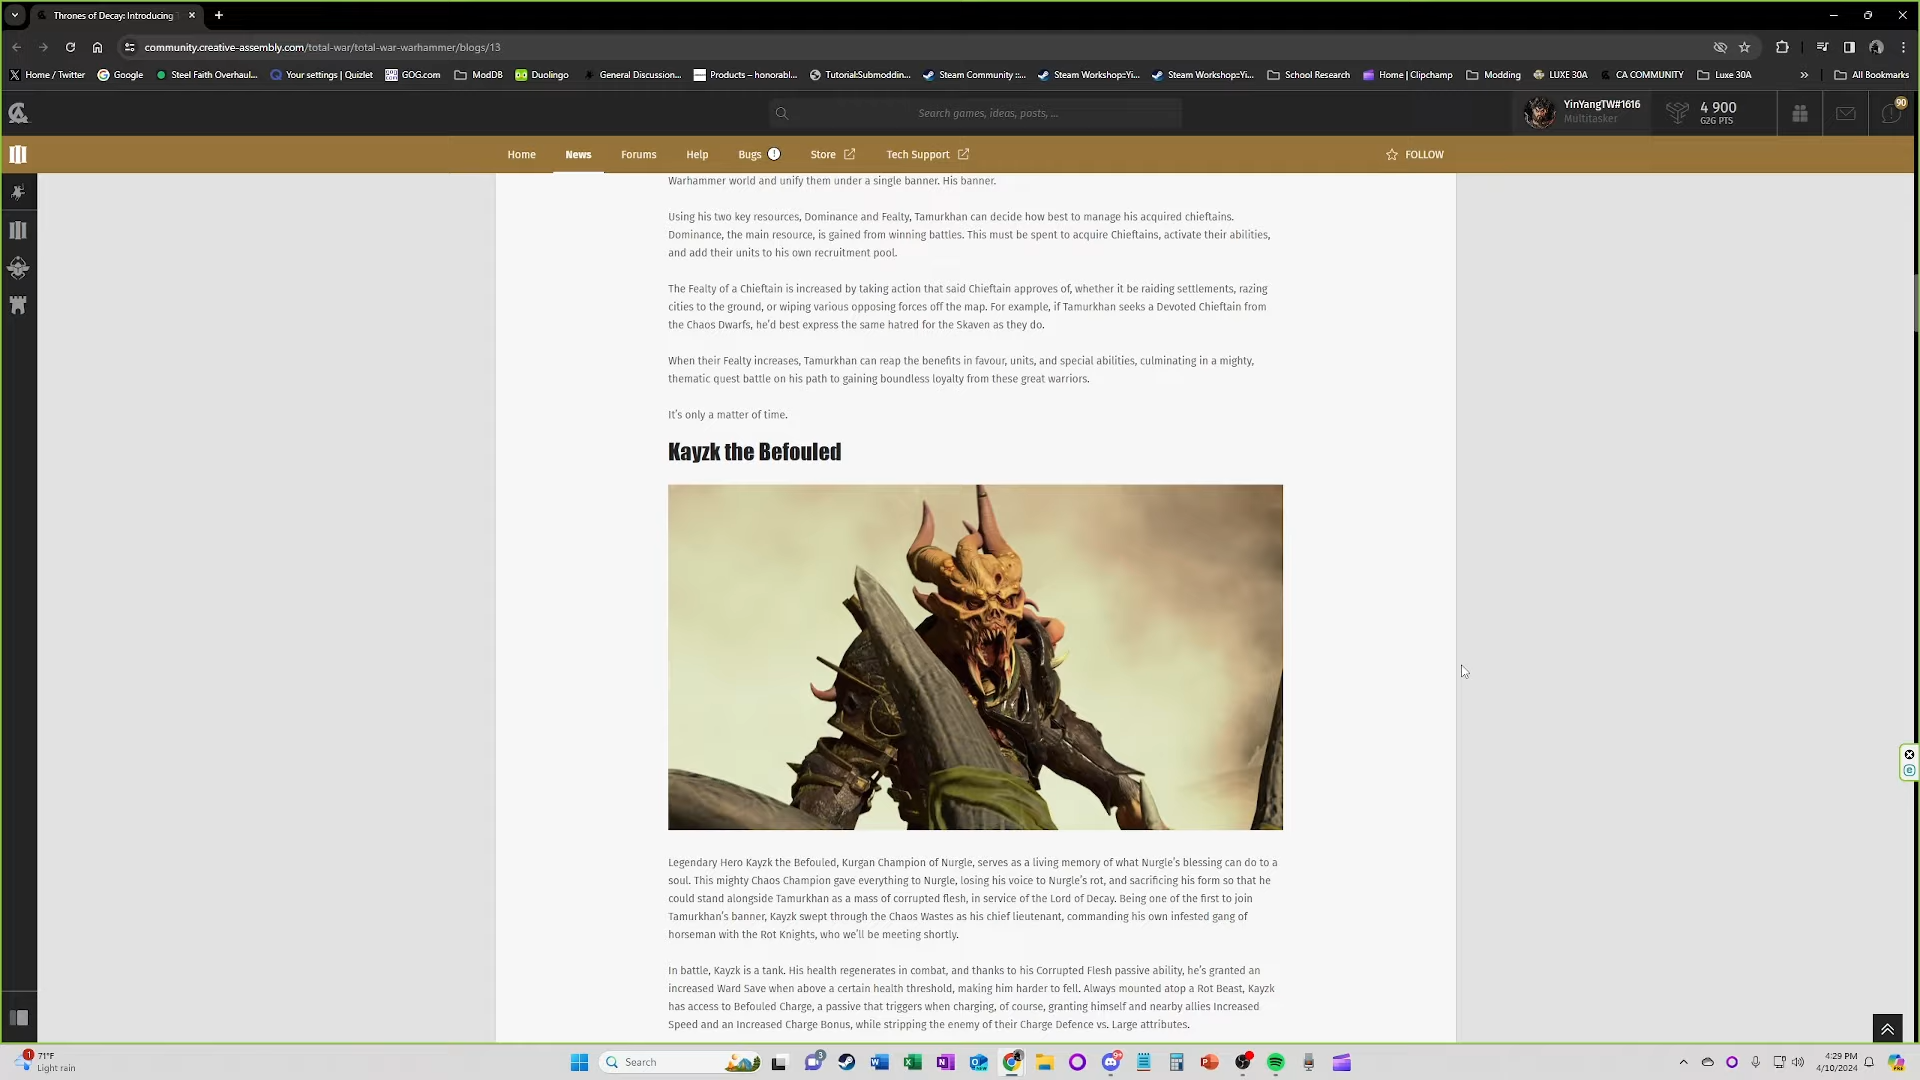 Thrones of Decay: Introducing
community.creative-assembly.com/total-war/total-war-warhammer/blogs/13
Home / Twitter Google Steel Faith Overhaul... Your settings | Quizlet GOG.com ModDB Duolingo General Discussion... Products – honorabl... Tutorial:Submoddin... Steam Community ::... Steam Workshop::Yi... Steam Workshop::Yi... School Research Home | Clipchamp Modding LUXE 30A CA COMMUNITY Luxe 30A » All Bookmarks
Search games, ideas, posts, ...
YinYangTW#1616
Multitasker
4 900
G2G PTS
90
Home News Forums Help Bugs ! Store Tech Support FOLLOW
Warhammer world and unify them under a single banner. His banner.
Using his two key resources, Dominance and Fealty, Tamurkhan can decide how best to manage his acquired chieftains.
Dominance, the main resource, is gained from winning battles. This must be spent to acquire Chieftains, activate their abilities,
and add their units to his own recruitment pool.
The Fealty of a Chieftain is increased by taking action that said Chieftain approves of, whether it be raiding settlements, razing
cities to the ground, or wiping various opposing forces off the map. For example, if Tamurkhan seeks a Devoted Chieftain from
the Chaos Dwarfs, he'd best express the same hatred for the Skaven as they do.
When their Fealty increases, Tamurkhan can reap the benefits in favour, units, and special abilities, culminating in a mighty,
thematic quest battle on his path to gaining boundless loyalty from these great warriors.
It's only a matter of time.
Kayzk the Befouled
Legendary Hero Kayzk the Befouled, Kurgan Champion of Nurgle, serves as a living memory of what Nurgle's blessing can do to a
soul. This mighty Chaos Champion gave everything to Nurgle, losing his voice to Nurgle's rot, and sacrificing his form so that he
could stand alongside Tamurkhan as a mass of corrupted flesh, in service of the Lord of Decay. Being one of the first to join
Tamurkhan's banner, Kayzk swept through the Chaos Wastes as his chief lieutenant, commanding his own infested gang of
horseman with the Rot Knights, who we'll be meeting shortly.
In battle, Kayzk is a tank. His health regenerates in combat, and thanks to his Corrupted Flesh passive ability, he's granted an
increased Ward Save when above a certain health threshold, making him harder to fell. Always mounted atop a Rot Beast, Kayzk
has access to Befouled Charge, a passive that triggers when charging, of course, granting himself and nearby allies Increased
Speed and an Increased Charge Bonus, while stripping the enemy of their Charge Defence vs. Large attributes.
1
71°F
Light rain
Search
3
9+
4:29 PM
4/10/2024